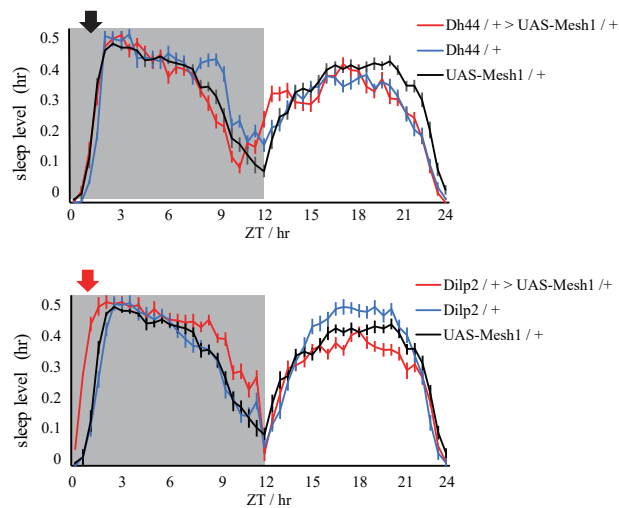 0.5
0.4
0.3
0.2
0.1
0
sleep level (hr)
0 3 6 9 12 15 18 21 24
ZT / hr
Dh44 / + > UAS-Mesh1 / +
Dh44 / +
UAS-Mesh1 / +
0.5
0.4
0.3
0.2
0.1
0
sleep level (hr)
0 3 6 9 12 15 18 21 24
ZT / hr
Dilp2 / + > UAS-Mesh1 / +
Dilp2 / +
UAS-Mesh1 / +